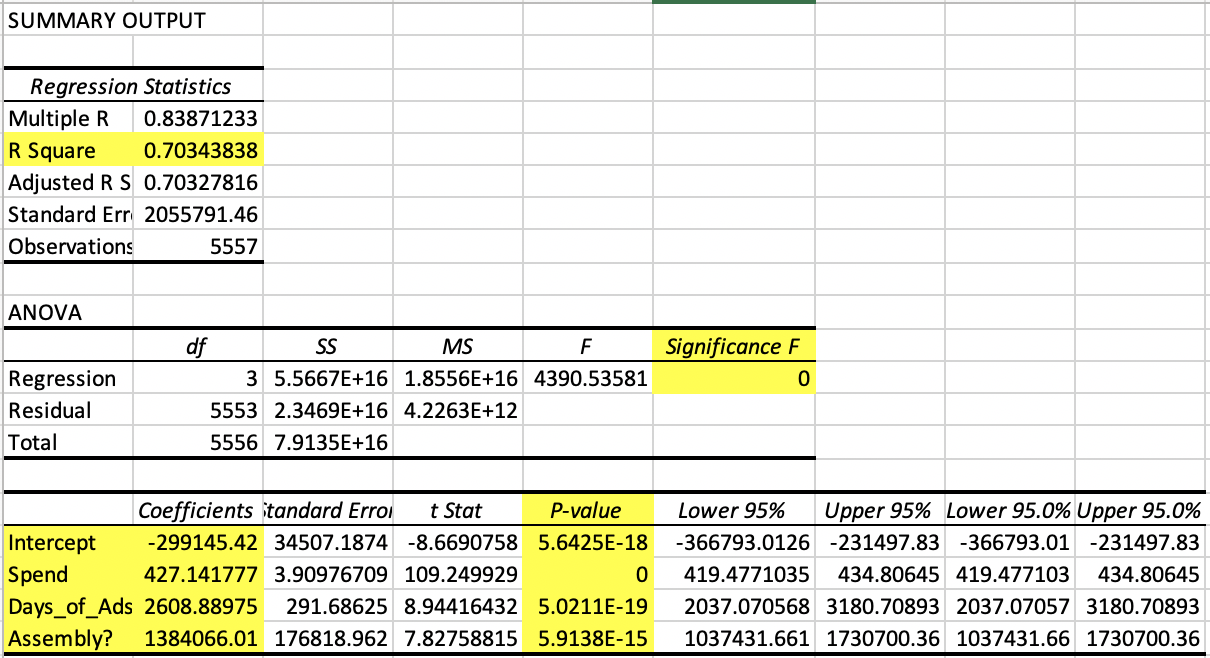 SUMMARY OUTPUT
Regression Statistics
Multiple R 0.83871233
R Square 0.70343838
Adjusted R S 0.70327816
Standard Err 2055791.46
Observations 5557
ANOVA
df SS MS F Significance F
Regression 3 5.5667E+16 1.8556E+16 4390.53581 0
Residual 5553 2.3469E+16 4.2263E+12
Total 5556 7.9135E+16
Coefficients Standard Error t Stat P-value Lower 95% Upper 95% Lower 95.0% Upper 95.0%
Intercept -299145.42 34507.1874 -8.6690758 5.6425E-18 -366793.0126 -231497.83 -366793.01 -231497.83
Spend 427.141777 3.90976709 109.249929 0 419.4771035 434.80645 419.477103 434.80645
Days_of_Ads 2608.88975 291.68625 8.94416432 5.0211E-19 2037.070568 3180.70893 2037.07057 3180.70893
Assembly? 1384066.01 176818.962 7.82758815 5.9138E-15 1037431.661 1730700.36 1037431.66 1730700.36